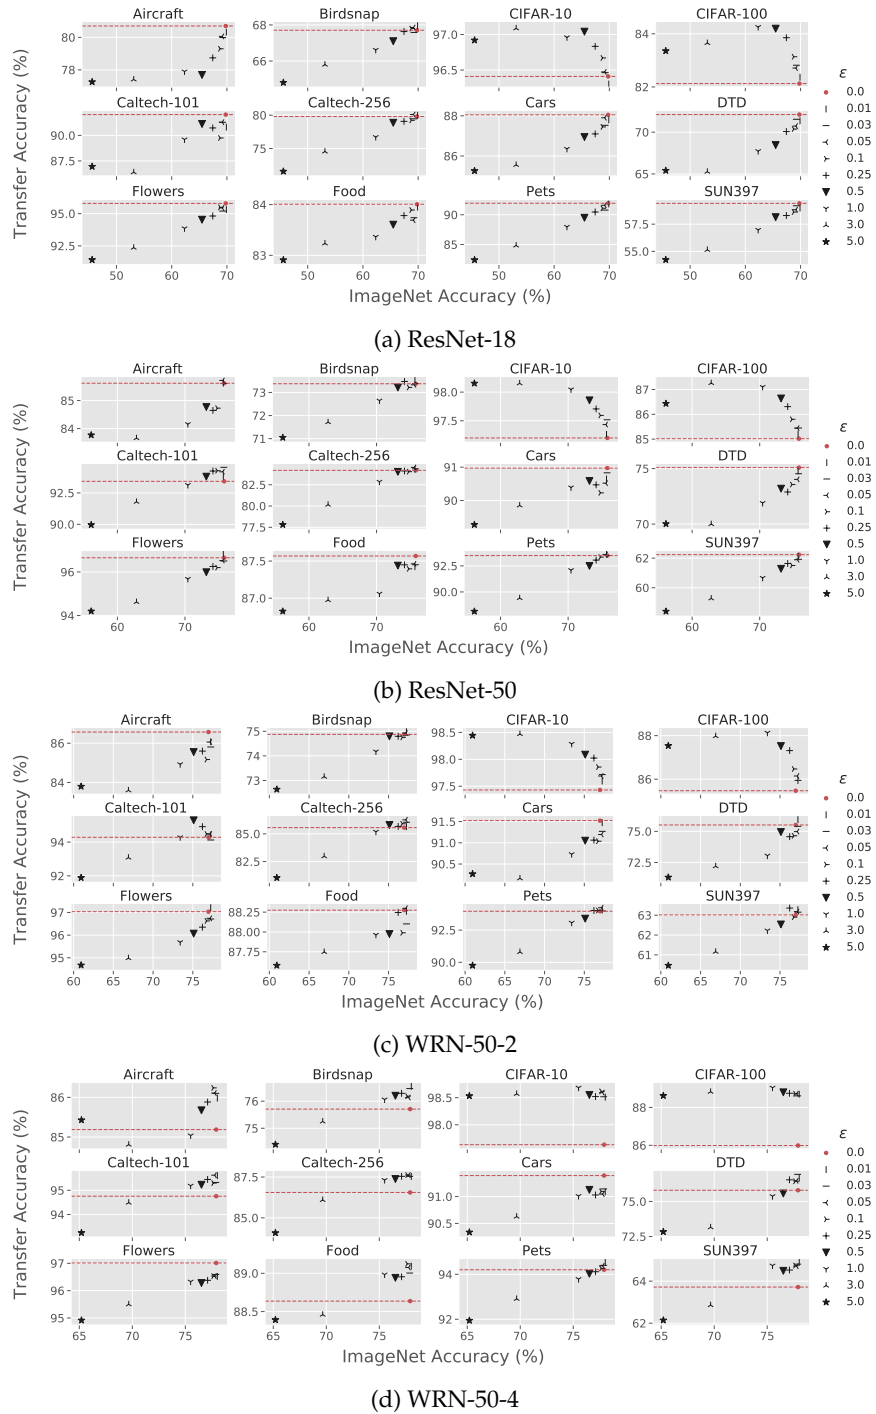 Aircraft Birdsnap CIFAR-10 CIFAR-100
80 78
68 66
97.0 96.5
84 82
Caltech-101 Caltech-256 Cars DTD
90.0 87.5
80 75
88 86
70 65
Flowers Food Pets SUN397
95.0 92.5
84 83
90 85
57.5 55.0
50 60 70 50 60 70 50 60 70 50 60 70
Transfer Accuracy (%)
ImageNet Accuracy (%)
ε
0.0
0.01
0.03
0.05
0.1
0.25
0.5
1.0
3.0
5.0
(a) ResNet-18
Aircraft Birdsnap CIFAR-10 CIFAR-100
85 84
73 72 71
98.0 97.5
87 86 85
Caltech-101 Caltech-256 Cars DTD
92.5 90.0
82.5 80.0 77.5
91 90
75 70
Flowers Food Pets SUN397
96 94
87.5 87.0
92.5 90.0
62 60
60 70 60 70 60 70 60 70
Transfer Accuracy (%)
ImageNet Accuracy (%)
ε
0.0
0.01
0.03
0.05
0.1
0.25
0.5
1.0
3.0
5.0
(b) ResNet-50
Aircraft Birdsnap CIFAR-10 CIFAR-100
86 84
75 74 73
98.5 98.0 97.5
88 86
Caltech-101 Caltech-256 Cars DTD
94 92
85.0 82.5
91.5 91.0 90.5
75.0 72.5
Flowers Food Pets SUN397
97 96 95
88.50 88.25 88.00 87.75
92.5 90.0
63 62 61
60 65 70 75 60 65 70 75 60 65 70 75 60 65 70 75
Transfer Accuracy (%)
ImageNet Accuracy (%)
ε
0.0
0.01
0.03
0.05
0.1
0.25
0.5
1.0
3.0
5.0
(c) WRN-50-2
Aircraft Birdsnap CIFAR-10 CIFAR-100
86 85
76 75
98.5 98.0
88 86
Caltech-101 Caltech-256 Cars DTD
95 94 93
87.5 85.0
91.0 90.5
75.0 72.5
Flowers Food Pets SUN397
97 96 95
89.0 88.5
94 92
64 62
65 70 75 65 70 75 65 70 75 65 70 75
Transfer Accuracy (%)
ImageNet Accuracy (%)
ε
0.0
0.01
0.03
0.05
0.1
0.25
0.5
1.0
3.0
5.0
(d) WRN-50-4